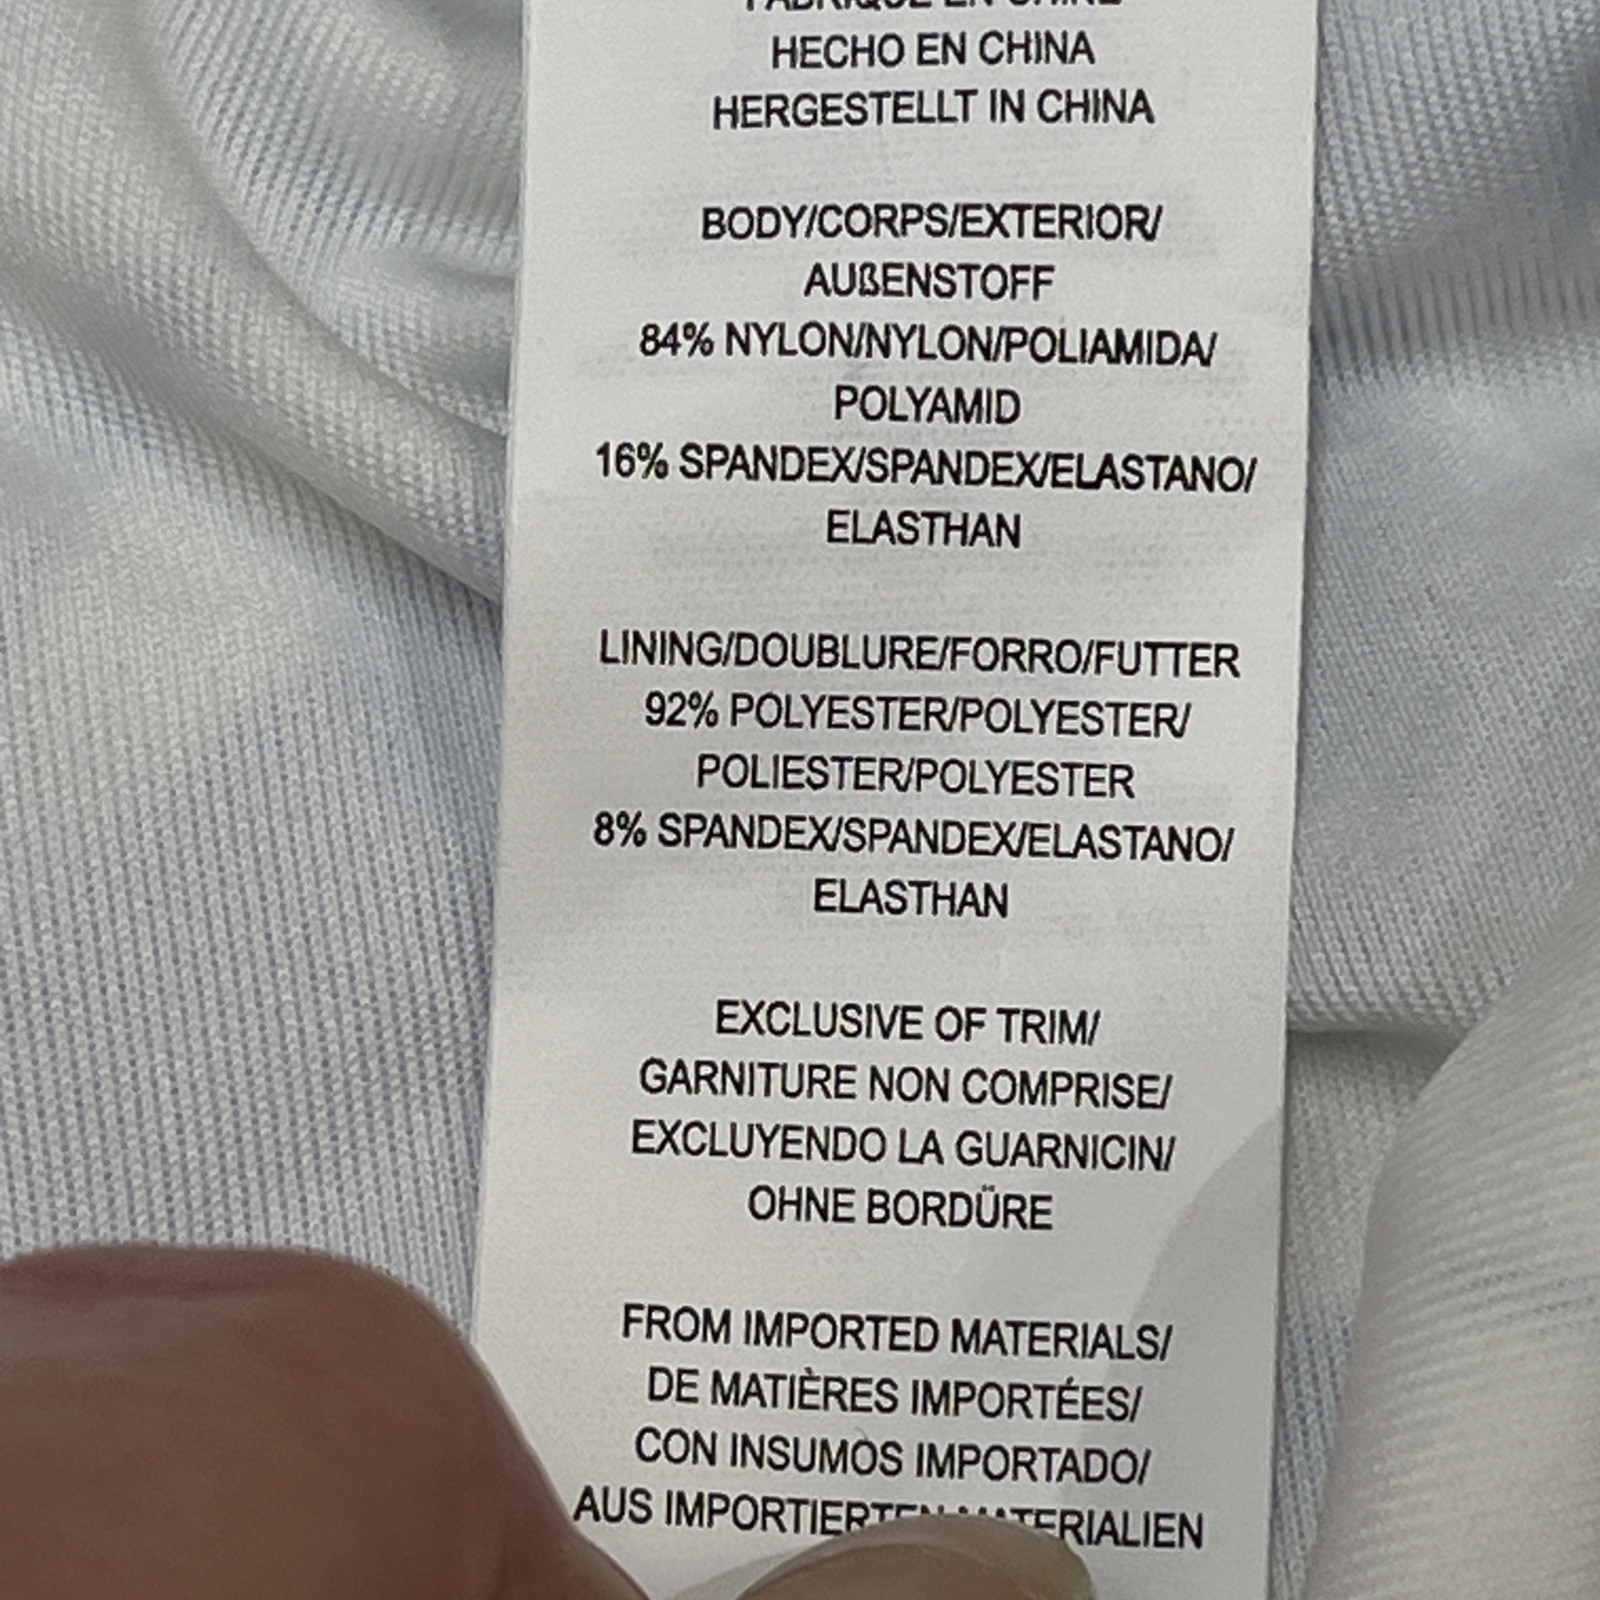 FABRIQUÉ EN CHINE
HECHO EN CHINA
HERGESTELLT IN CHINA
BODY/CORPS/EXTERIOR/
AUßENSTOFF
84% NYLON/NYLON/POLIAMIDA/
POLYAMID
16% SPANDEX/SPANDEX/ELASTANO/
ELASTHAN
LINING/DOUBLURE/FORRO/FUTTER
92% POLYESTER/POLYESTER/
POLIESTER/POLYESTER
8% SPANDEX/SPANDEX/ELASTANO/
ELASTHAN
EXCLUSIVE OF TRIM/
GARNITURE NON COMPRISE/
EXCLUYENDO LA GUARNICIN/
OHNE BORDÜRE
FROM IMPORTED MATERIALS/
DE MATIÈRES IMPORTÉES/
CON INSUMOS IMPORTADO/
AUS IMPORTIERTEN MATERIALIEN